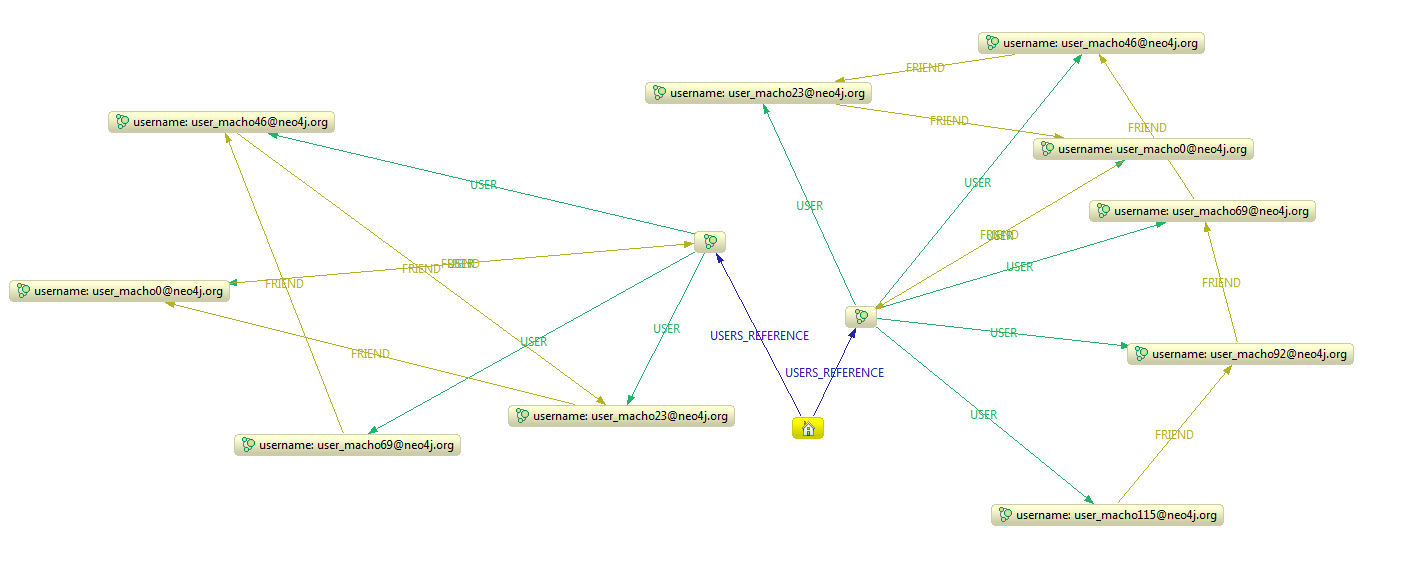 username: user_macho46@neo4j.org
FRIEND
username: user_macho23@neo4j.org
FRIEND
username: user_macho46@neo4j.org
FRIEND
username: user_macho0@neo4j.org
USER
USER
USER
username: user_macho69@neo4j.org
FRIEND
USER
FRIEND
USER
FRIEND
USER
FRIEND
FRIEND
username: user_macho0@neo4j.org
USER
USERS_REFERENCE
USER
USER
FRIEND
username: user_macho92@neo4j.org
USERS_REFERENCE
username: user_macho23@neo4j.org
USER
FRIEND
username: user_macho69@neo4j.org
username: user_macho115@neo4j.org